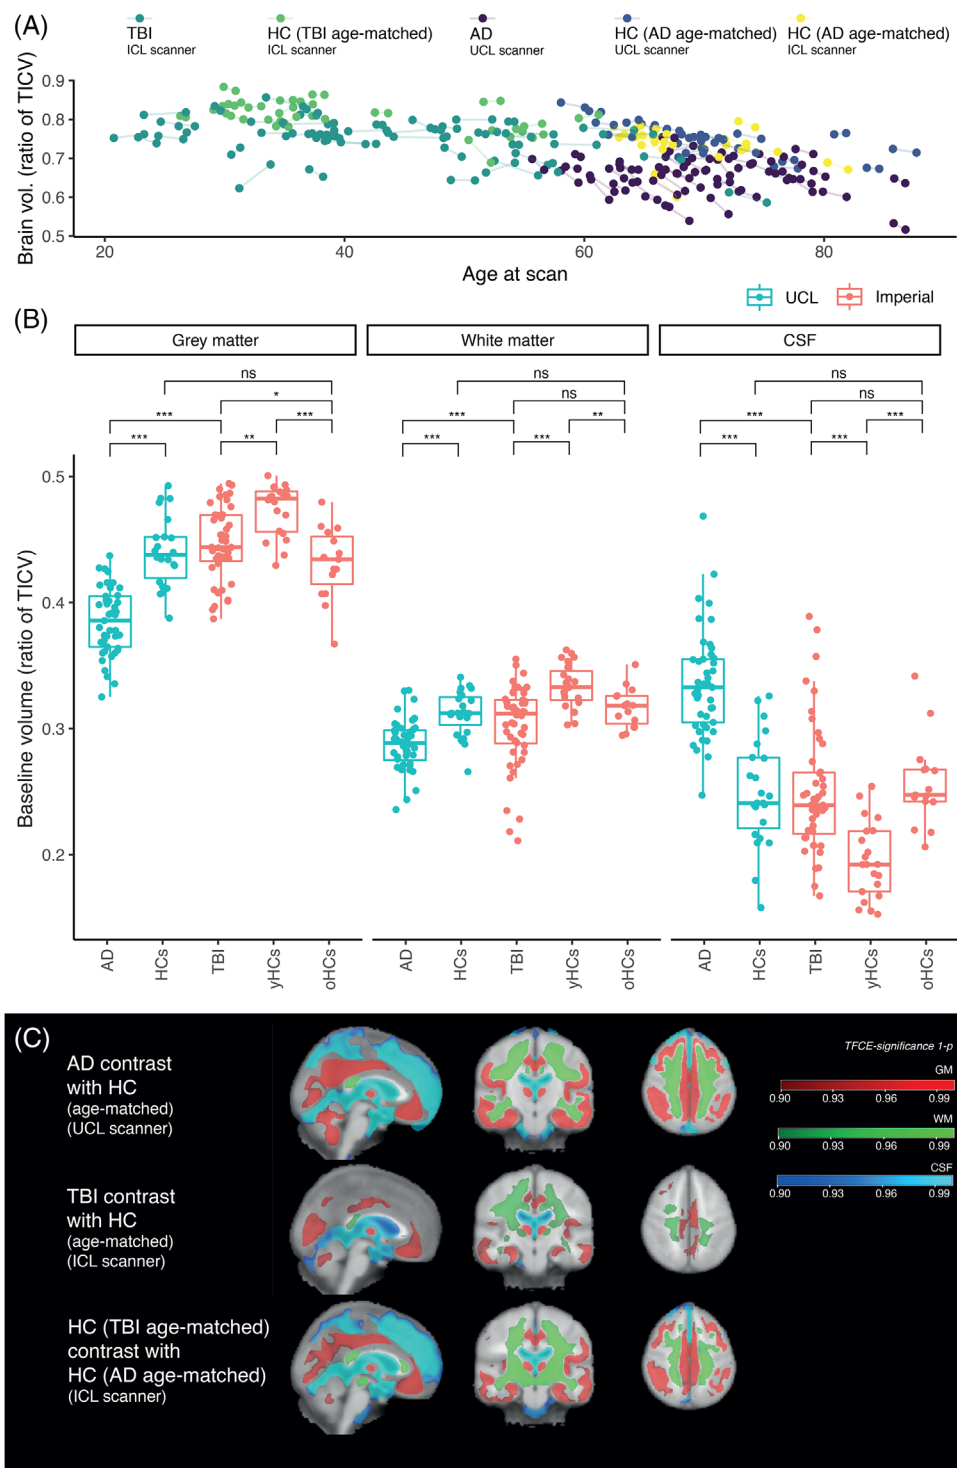 (A)
TBI
ICL scanner
HC (TBI age-matched)
ICL scanner
AD
UCL scanner
HC (AD age-matched)
UCL scanner
HC (AD age-matched)
ICL scanner
Brain vol. (ratio of TICV)
0.9
0.8
0.7
0.6
0.5
20 40 60 80
Age at scan
UCL Imperial
(B)
Grey matter White matter CSF
ns ns ns
* ns ns
*** *** *** ** *** ***
*** ** *** *** *** ***
Baseline volume (ratio of TICV)
0.5
0.4
0.3
0.2
AD HCs TBI yHCs oHCs AD HCs TBI yHCs oHCs AD HCs TBI yHCs oHCs
(C)
AD contrast
with HC
(age-matched)
(UCL scanner)
TBI contrast
with HC
(age-matched)
(ICL scanner)
HC (TBI age-matched)
contrast with
HC (AD age-matched)
(ICL scanner)
TFCE-significance 1-p
GM
0.90 0.93 0.96 0.99
WM
0.90 0.93 0.96 0.99
CSF
0.90 0.93 0.96 0.99